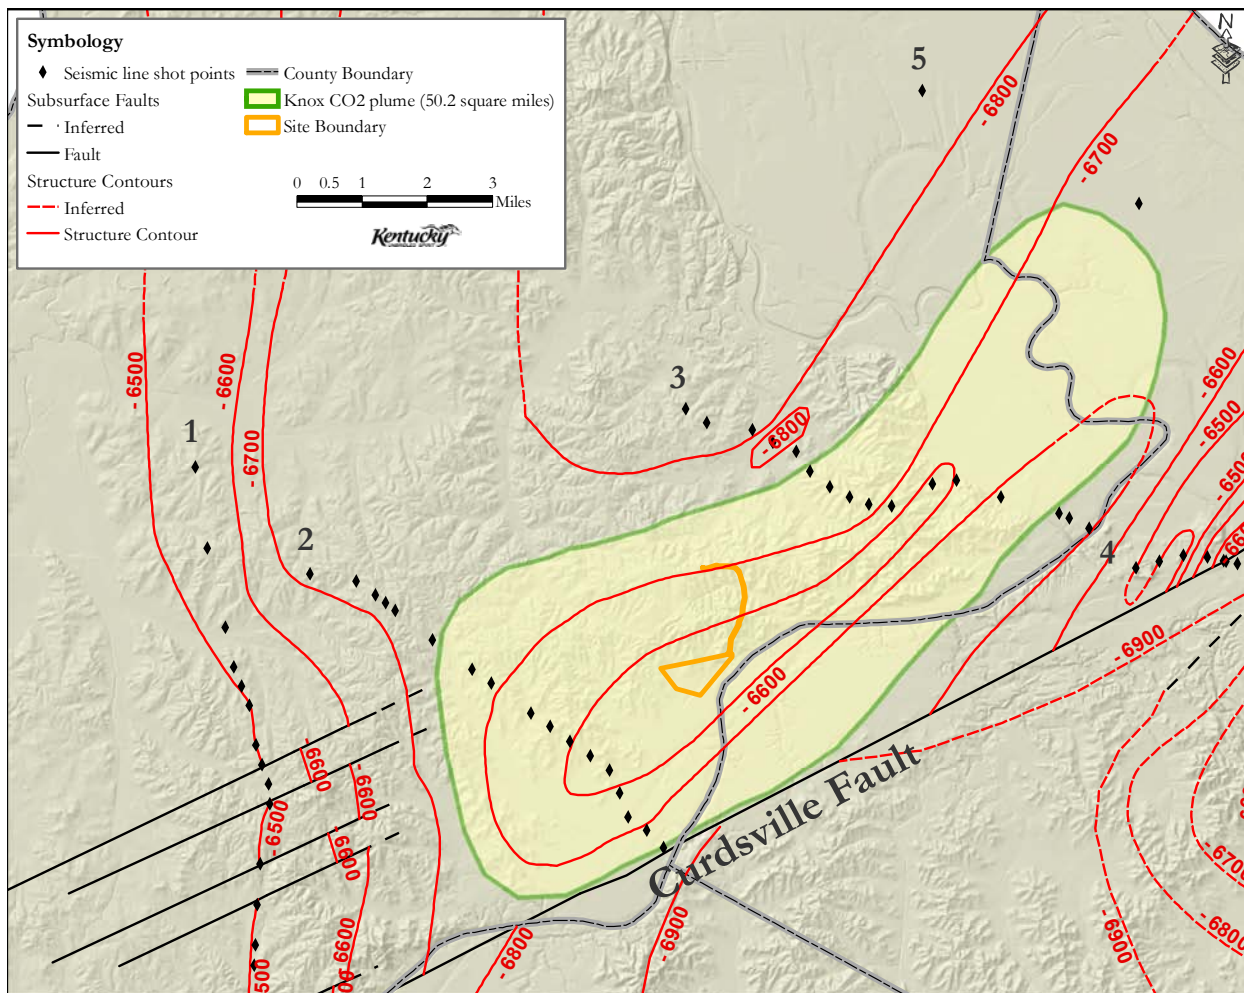 Symbology
Seismic line shot points
County Boundary
Subsurface Faults
Knox CO2 plume (50.2 square miles)
Inferred
Site Boundary
Fault
Structure Contours
0 0.5 1 2 3
Miles
Inferred
Structure Contour
Kentucky
N
5
- 6800
- 6700
- 6500
- 6600
- 6700
1
2
3
- 6800
- 6600
- 6500
- 6500
4
- 6900
- 6600
- 6600
- 6600
- 6500
- 6600
Curdsville Fault
- 6700
- 6800
- 6900
- 6600
- 6800
- 6900